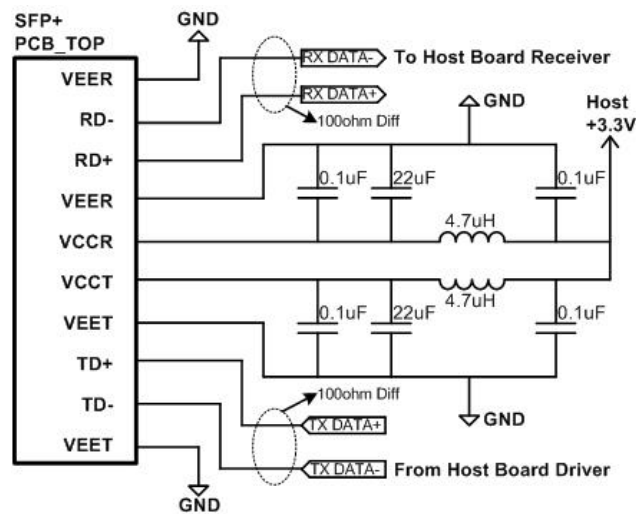 SFP+
PCB_TOP
GND
VEER
RX DATA- To Host Board Receiver
RD-
RX DATA+
100ohm Diff
GND
Host
+3.3V
RD+
0.1uF 22uF 0.1uF
VEER
4.7uH
VCCR
VCCT
4.7uH
VEET
0.1uF 22uF 0.1uF
TD+
100ohm Diff
TD-
TX DATA+
GND
VEET
TX DATA- From Host Board Driver
GND